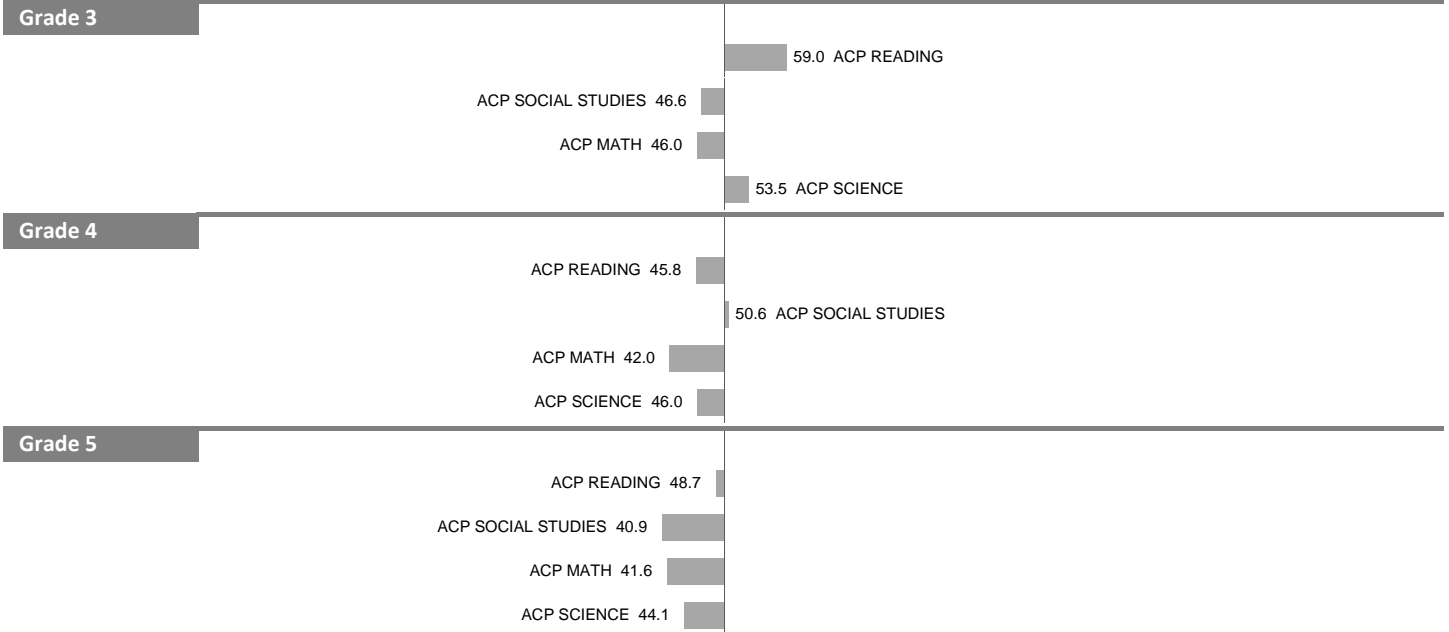 Grade 3
59.0 ACP READING
ACP SOCIAL STUDIES 46.6
ACP MATH 46.0
53.5 ACP SCIENCE
Grade 4
ACP READING 45.8
50.6 ACP SOCIAL STUDIES
ACP MATH 42.0
ACP SCIENCE 46.0
Grade 5
ACP READING 48.7
ACP SOCIAL STUDIES 40.9
ACP MATH 41.6
ACP SCIENCE 44.1